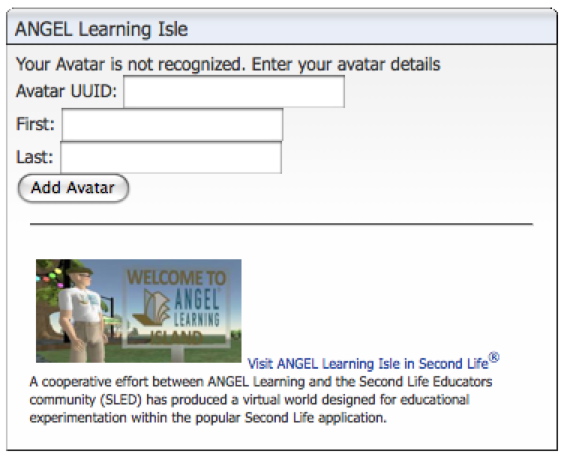 ANGEL Learning Isle
Your Avatar is not recognized. Enter your avatar details
Avatar UUID:
First:
Last:
Add Avatar
WELCOME TO
ANGEL
LEARNING
ISLAND
Visit ANGEL Learning Isle in Second Life®
A cooperative effort between ANGEL Learning and the Second Life Educators
community (SLED) has produced a virtual world designed for educational
experimentation within the popular Second Life application.